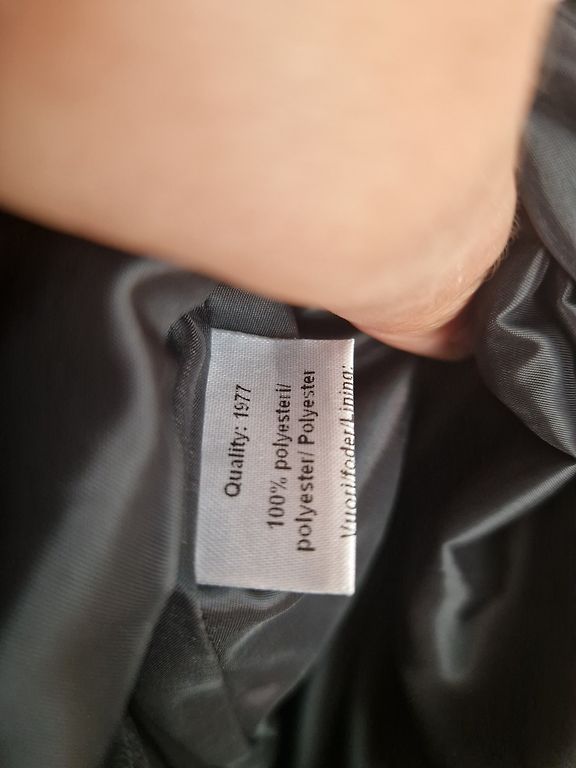 Quality: 1977
100% polyesteri/
polyester/ Polyester
Vuori/foder/Lining: